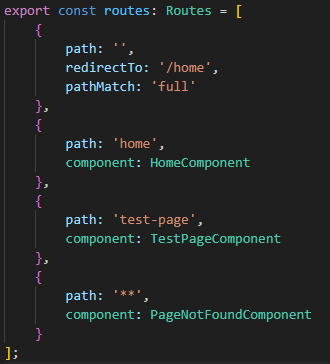 export const routes: Routes = [
    {
        path: '',
        redirectTo: '/home',
        pathMatch: 'full'
    },
    {
        path: 'home',
        component: HomeComponent
    },
    {
        path: 'test-page',
        component: TestPageComponent
    },
    {
        path: '**',
        component: PageNotFoundComponent
    }
];